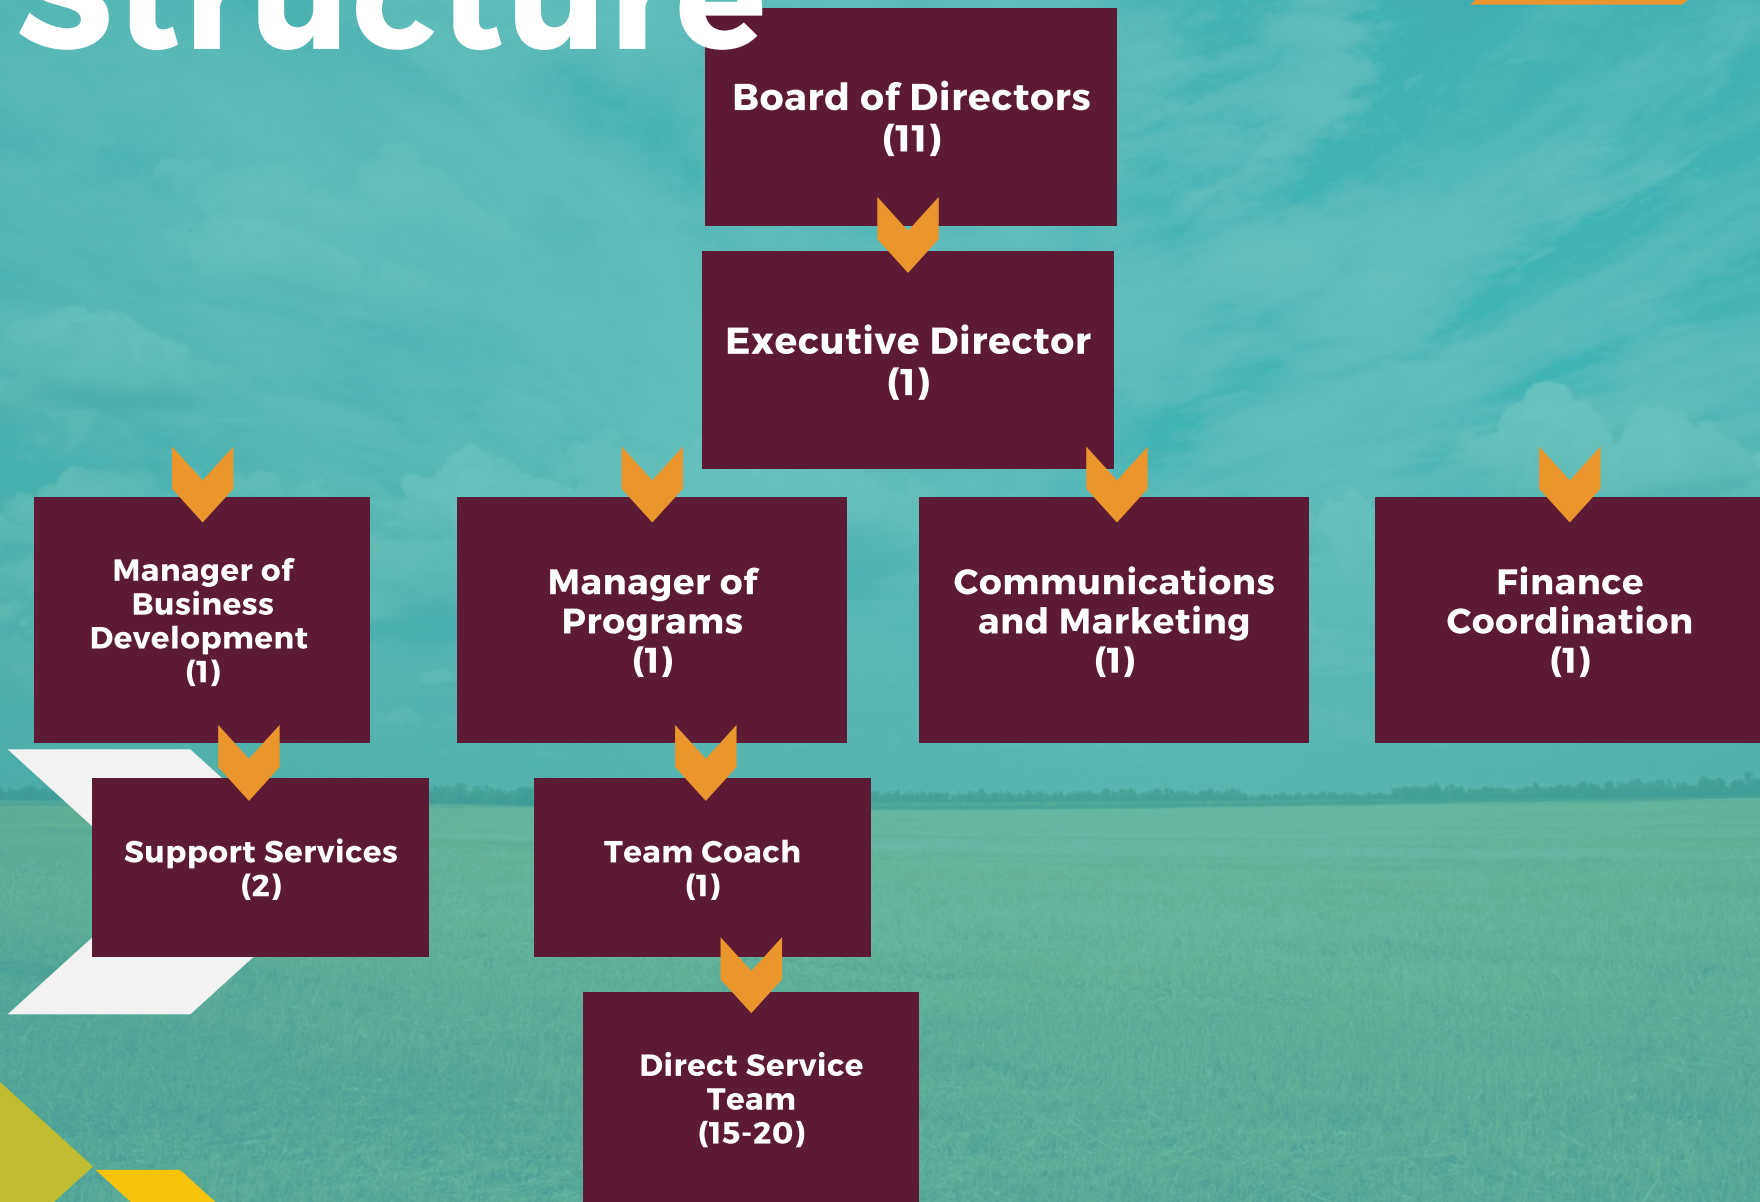 Structure
Board of Directors
(11)
Executive Director
(1)
Manager of
Business
Development
(1)
Manager of
Programs
(1)
Communications
and Marketing
(1)
Finance
Coordination
(1)
Support Services
(2)
Team Coach
(1)
Direct Service
Team
(15-20)